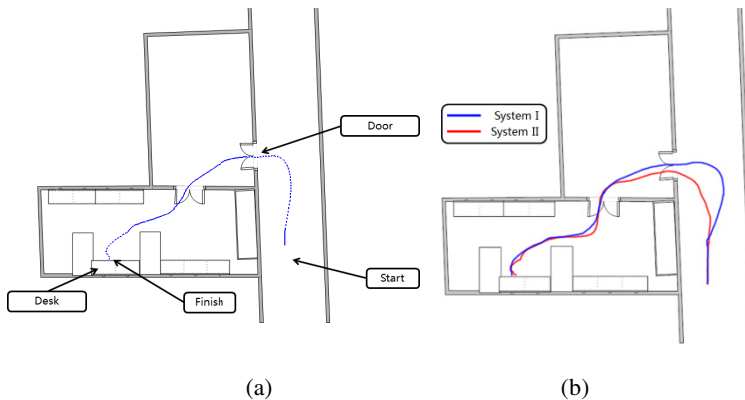 Door
Start
Desk
Finish
System I
System II
(a)
(b)